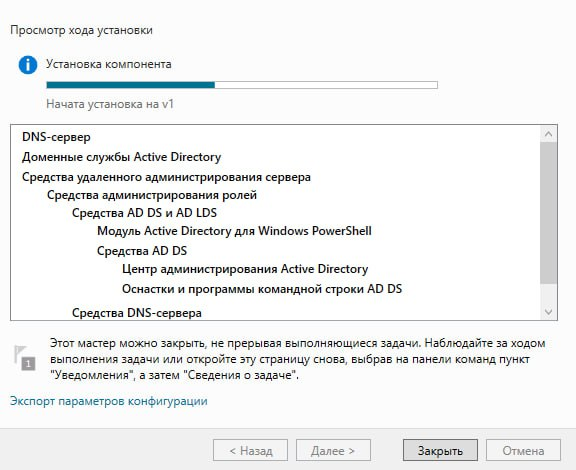 Просмотр хода установки
Установка компонента
Начата установка на v1
DNS-сервер
Доменные службы Active Directory
Средства удаленного администрирования сервера
Средства администрирования ролей
Средства AD DS и AD LDS
Модуль Active Directory для Windows PowerShell
Средства AD DS
Центр администрирования Active Directory
Оснастки и программы командной строки AD DS
Средства DNS-сервера
Этот мастер можно закрыть, не прерывая выполняющиеся задачи. Наблюдайте за ходом
выполнения задачи или откройте эту страницу снова, выбрав на панели команд пункт
"Уведомления", а затем "Сведения о задаче".
1
Экспорт параметров конфигурации
< Назад
Далее >
Закрыть
Отмена